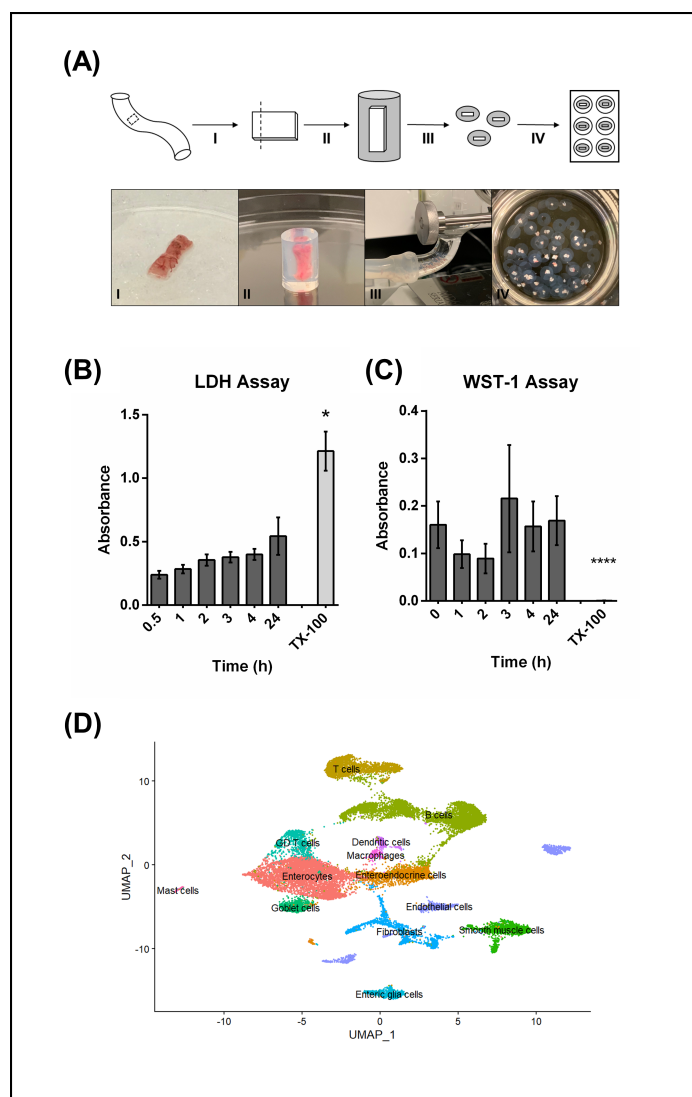 (A)
I
II
III
IV
I
II
III
IV
(B)
LDH Assay
Absorbance
1.5
1.0
0.5
0.0
0.5
1
2
3
4
24
TX-100
*
Time (h)
(C)
WST-1 Assay
Absorbance
0.4
0.3
0.2
0.1
0.0
0
1
2
3
4
24
TX-100
****
Time (h)
(D)
UMAP_2
10
0
-10
T cells
B cells
GD T cells
Dendritic cells
Macrophages
Enterocytes
Enteroendocrine cells
Mast cells
Goblet cells
Endothelial cells
Fibroblasts
Smooth muscle cells
Enteric glia cells
-10
-5
0
5
10
UMAP_1